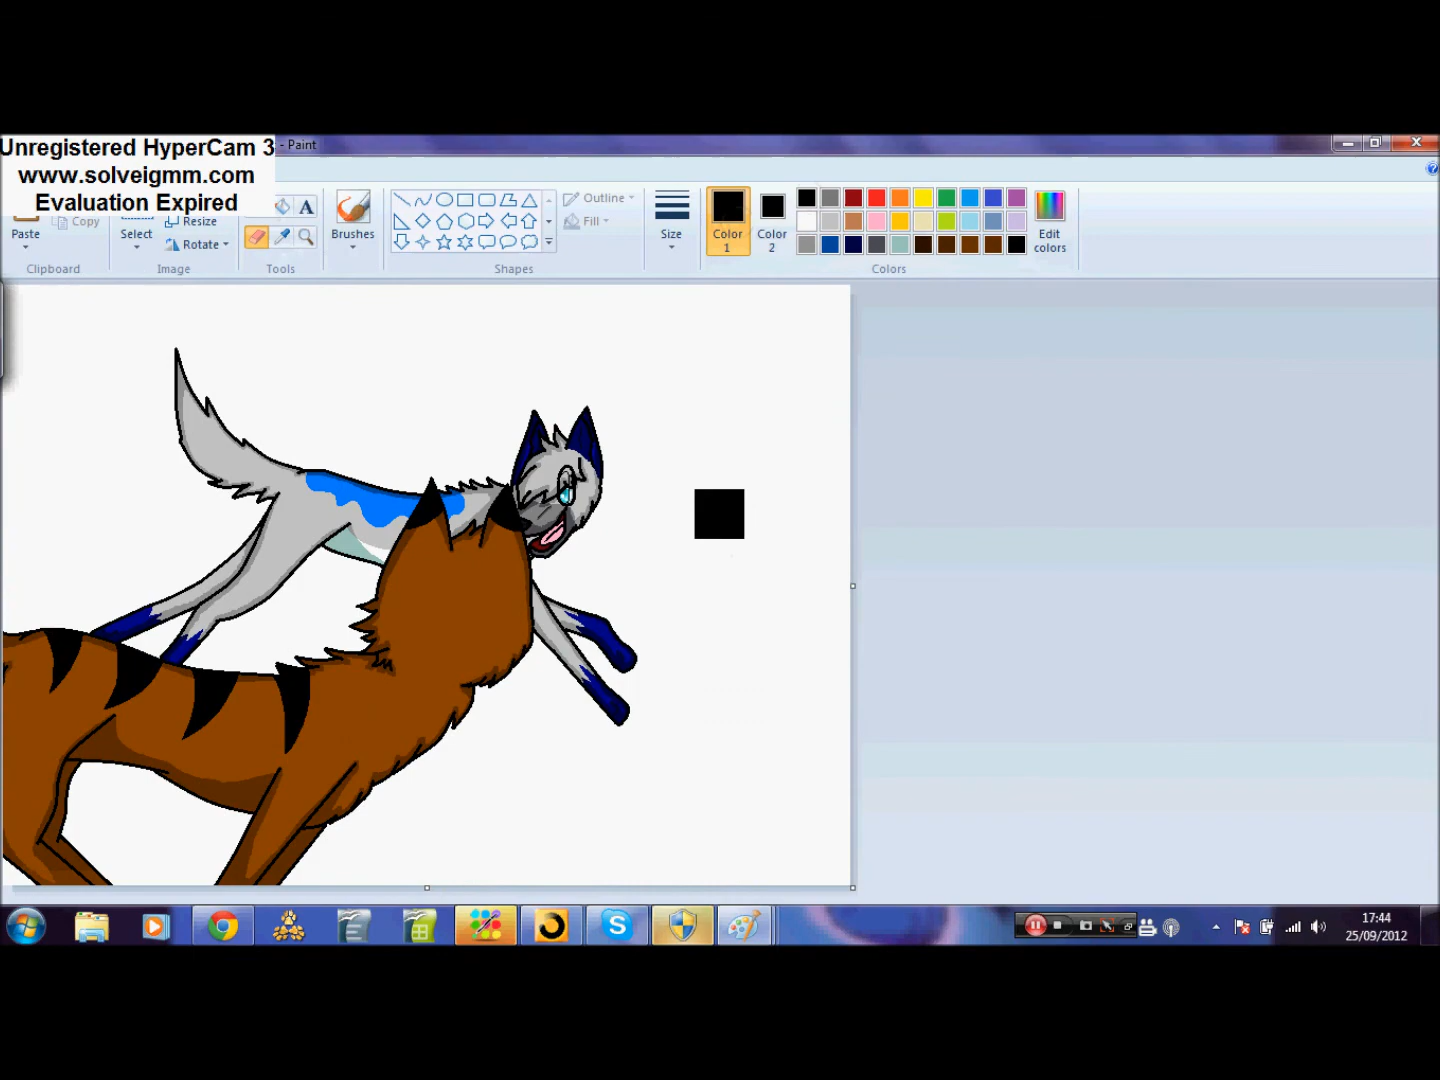 Unregistered HyperCam 3
www.solveigmm.com
Evaluation Expired
- Paint
Paste
Copy
Select
Resize
Rotate
A
Brushes
Outline
Fill
Size
Color 1
Color 2
Edit colors
Clipboard
Image
Tools
Shapes
Colors
17:44
25/09/2012